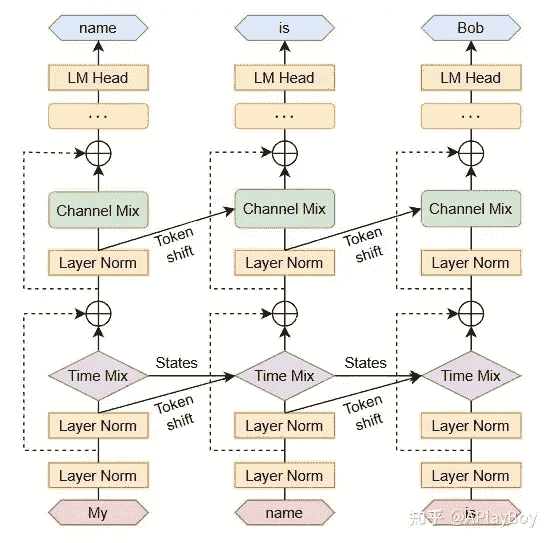 name is Bob
LM Head LM Head LM Head
... ... ...
Channel Mix Channel Mix Channel Mix
Token shift Token shift
Layer Norm Layer Norm Layer Norm
States States
Time Mix Time Mix Time Mix
Token shift Token shift
Layer Norm Layer Norm Layer Norm
Layer Norm Layer Norm Layer Norm
My name is
知乎 @APlayBoy